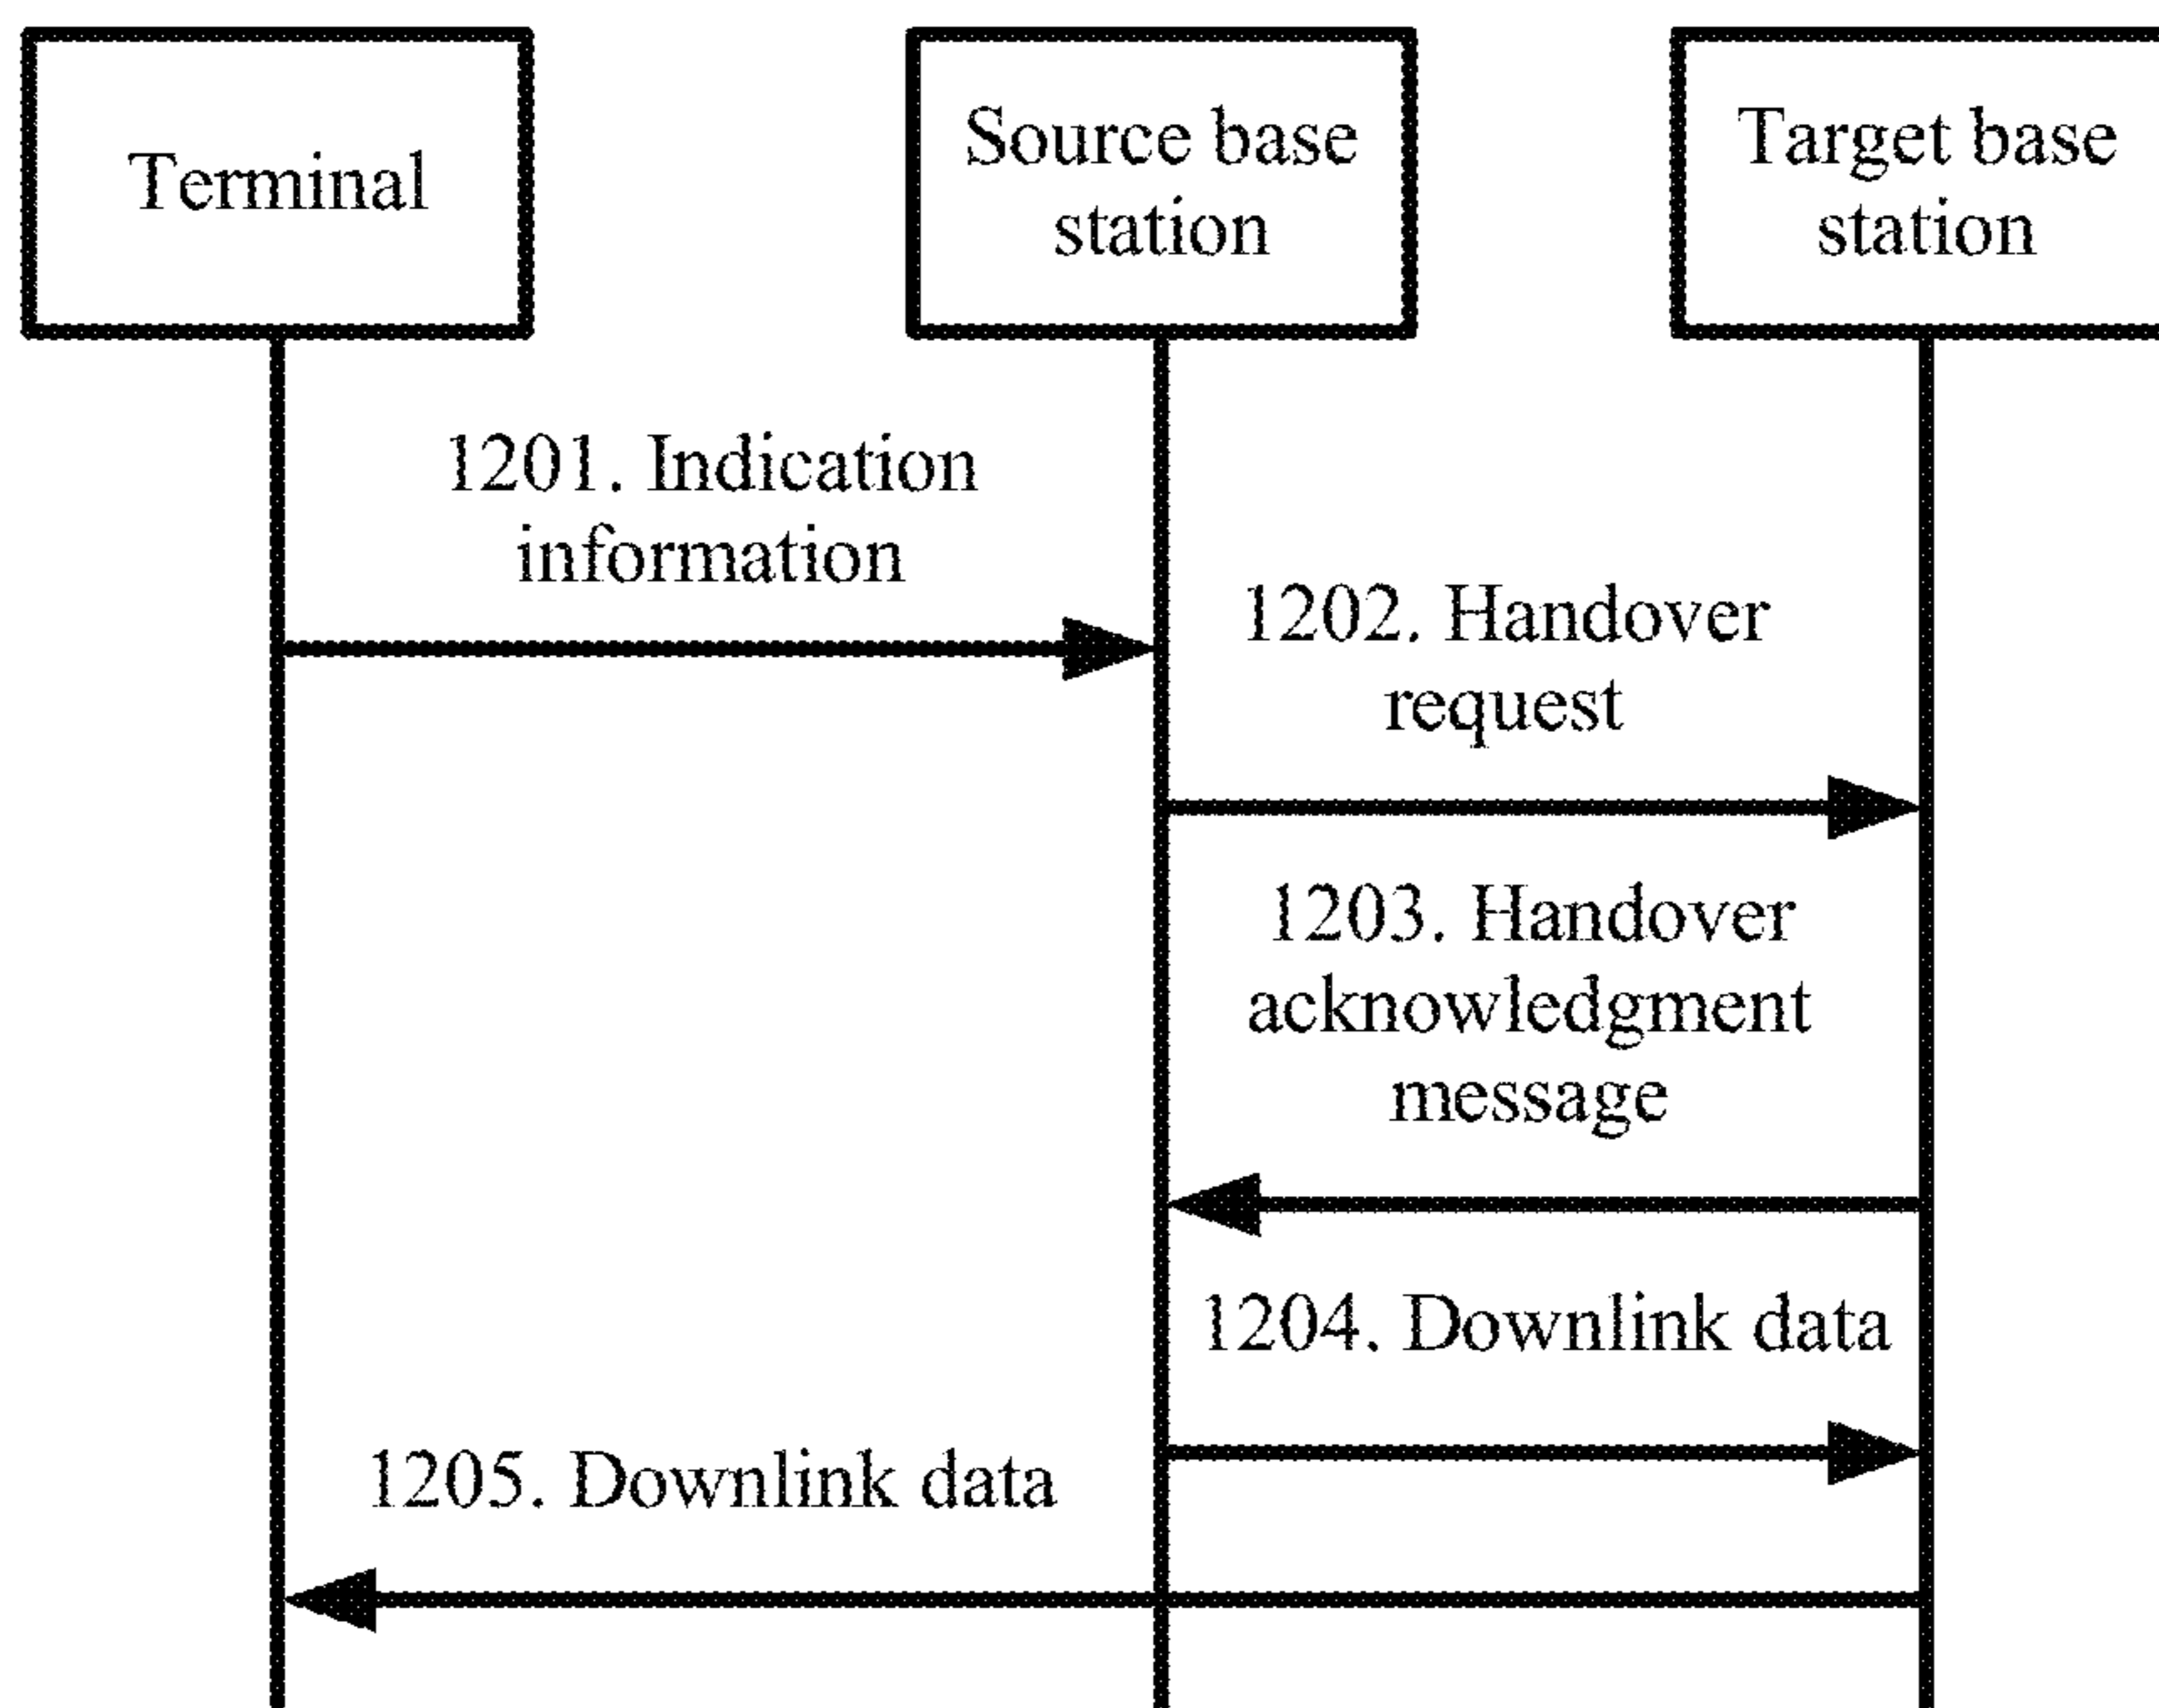 Terminal
Source base
station
Target base
station
1201. Indication
information
1202. Handover
request
1203. Handover
acknowledgment
message
1204. Downlink data
1205. Downlink data